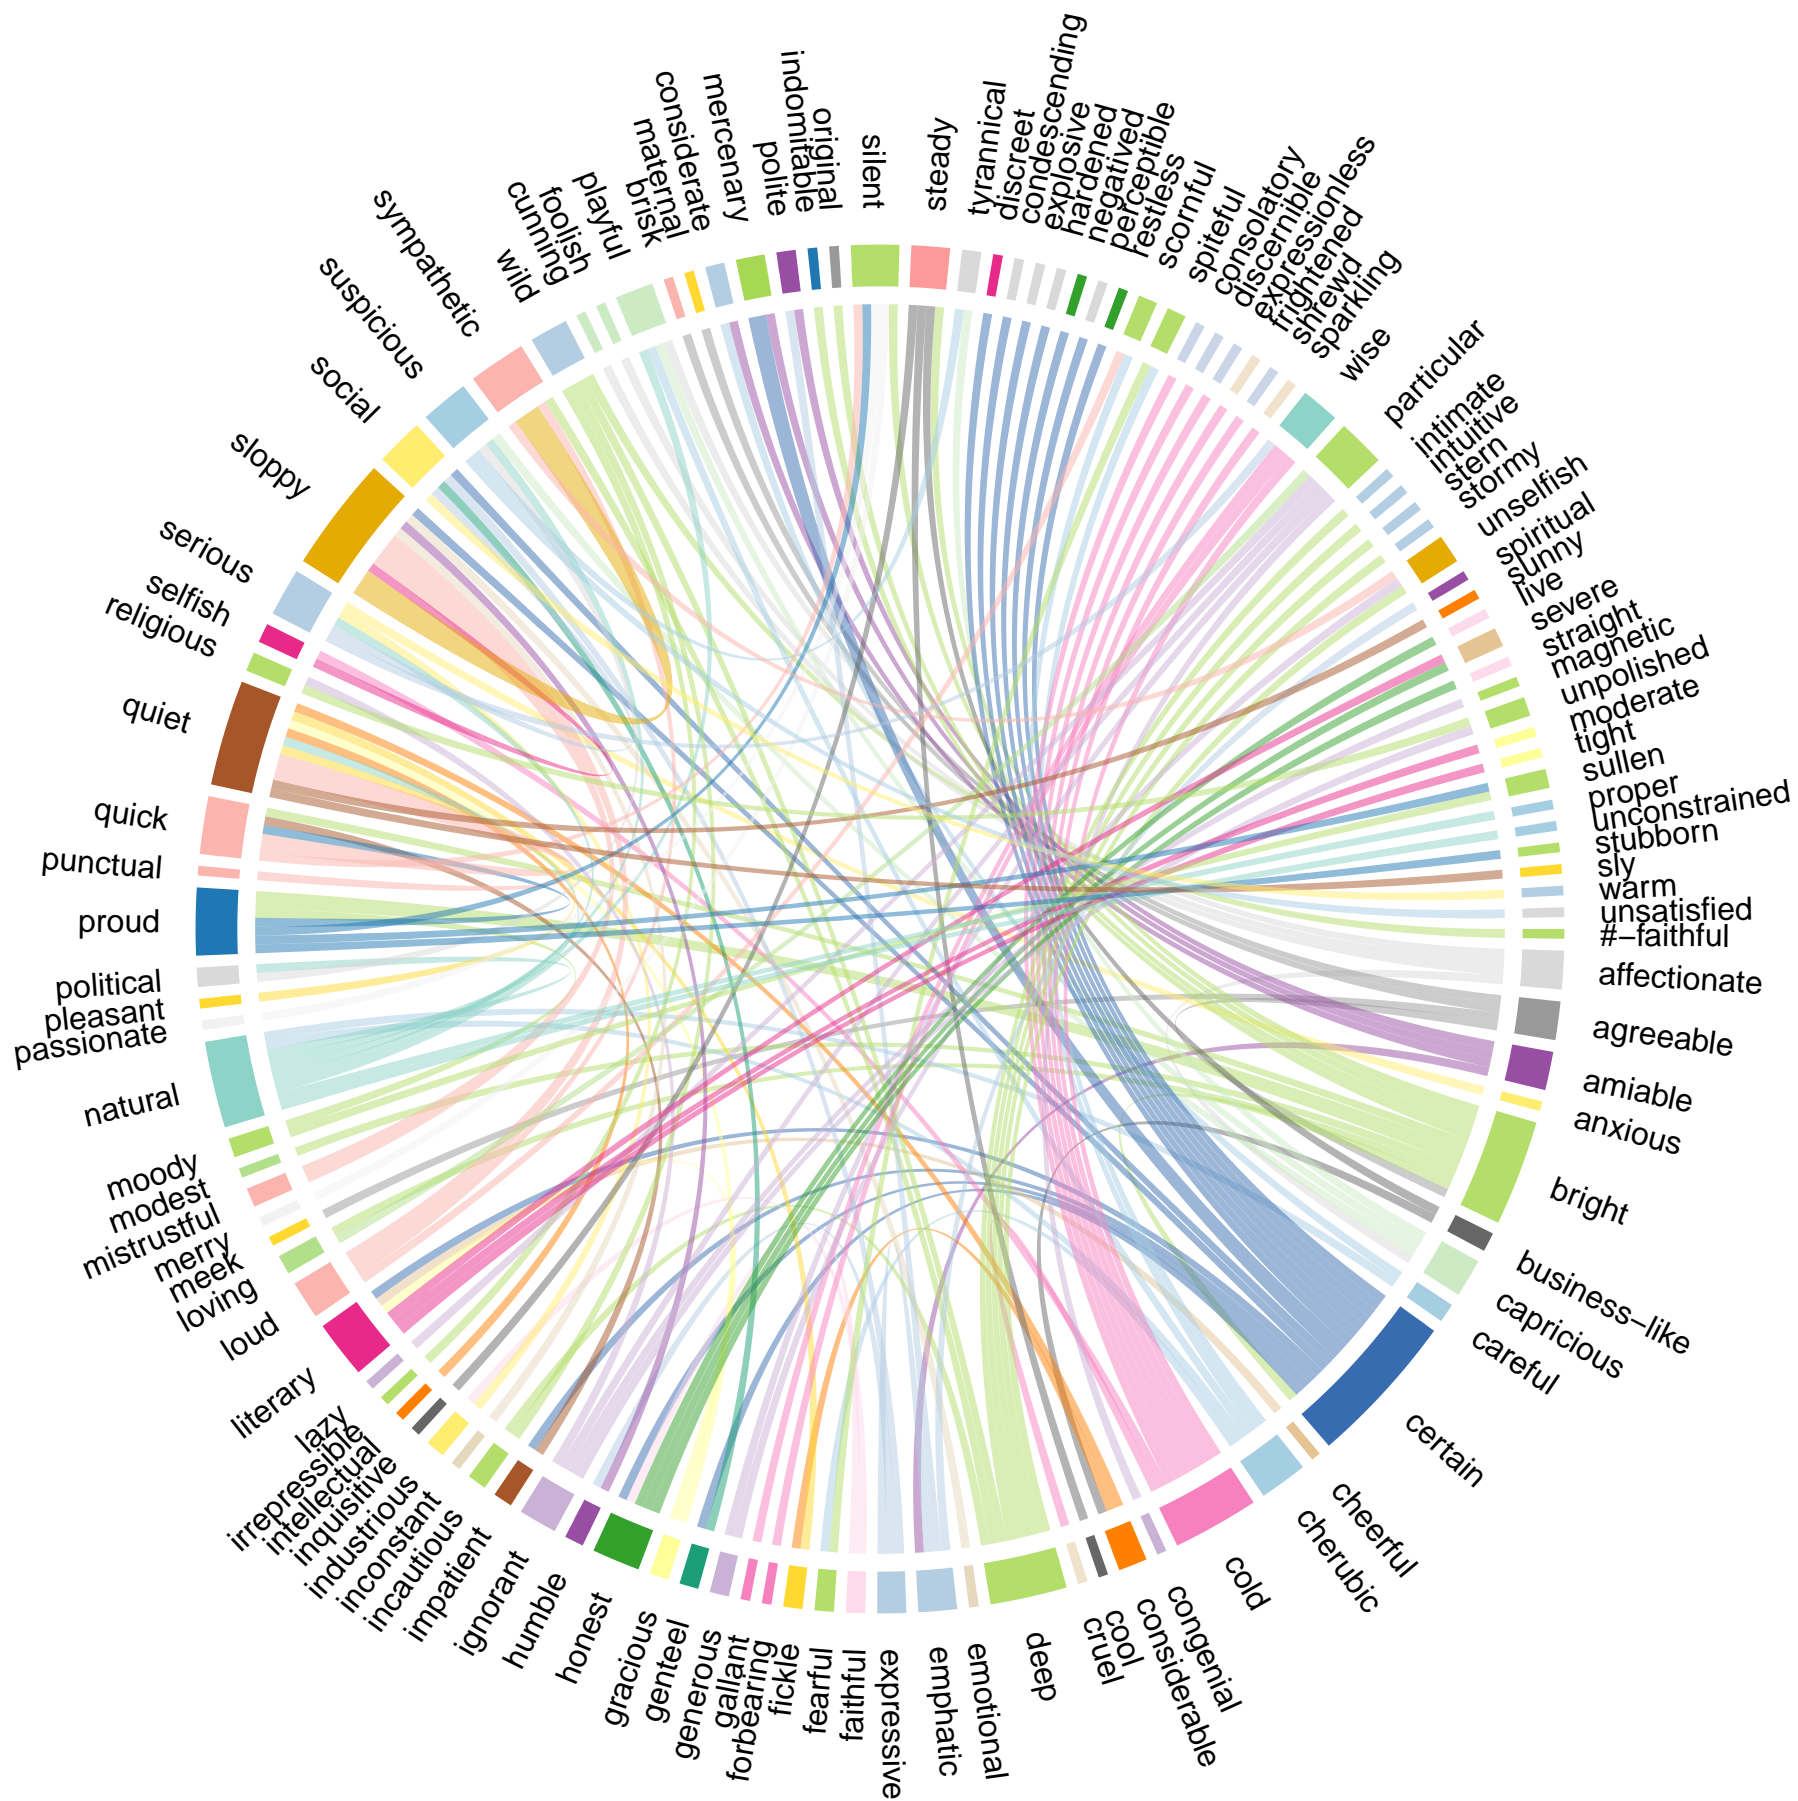 steady
tyrannical
discreet
condescending
explosive
hardened
negatived
perceptible
restless
scornful
spiteful
consolatory
discernible
expressionless
frightened
shrewd
sparkling
wise
particular
intimate
intuitive
stern
stormy
unselfish
spiritual
sunny
live
severe
straight
magnetic
unpolished
moderate
tight
sullen
proper
unconstrained
stubborn
sly
warm
unsatisfied
#−faithful
affectionate
agreeable
amiable
anxious
bright
business−like
capricious
careful
certain
cheerful
cherubic
cold
congenial
considerable
cool
cruel
deep
emotional
emphatic
expressive
faithful
fearful
fickle
forbearing
gallant
generous
genteel
gracious
honest
humble
ignorant
impatient
incautious
inconstant
industrious
inquisitive
intellectual
irrepressible
lazy
literary
loud
loving
meek
merry
mistrustful
modest
moody
natural
passionate
pleasant
political
proud
punctual
quick
quiet
religious
selfish
serious
sloppy
social
suspicious
sympathetic
wild
cunning
foolish
playful
brisk
maternal
considerate
mercenary
polite
indomitable
original
silent